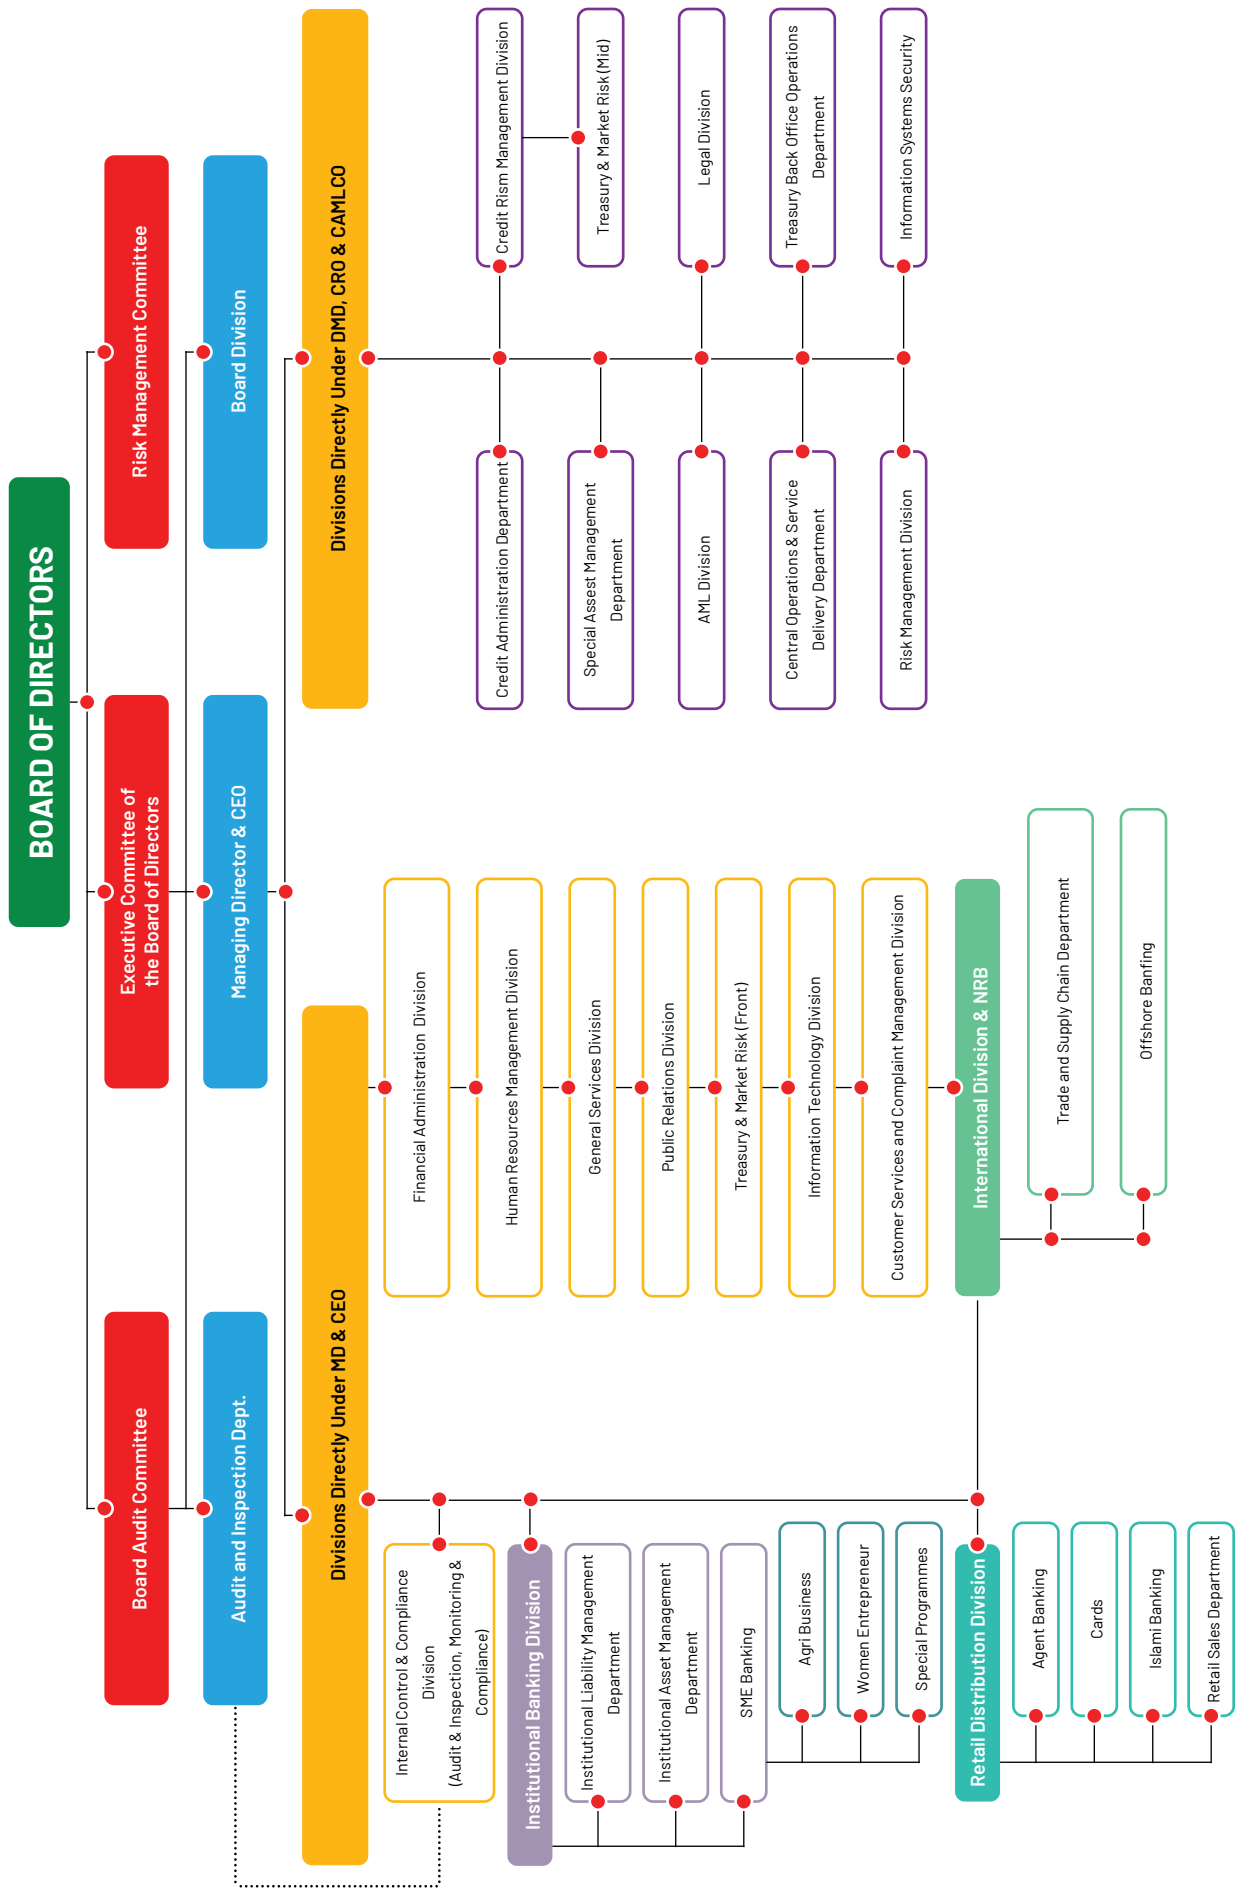 BOARD OF DIRECTORS
Board Audit Committee
Executive Committee of
the Board of Directors
Risk Management Committee
Audit and Inspection Dept.
Managing Director & CEO
Board Division
Divisions Directly Under MD & CEO
Divisions Directly Under DMD, CRO & CAMLCO
Internal Control & Compliance
Division
(Audit & Inspection, Monitoring &
Compliance)
Institutional Banking Division
Institutional Liability Management
Department
Institutional Asset Management
Department
SME Banking
Agri Business
Women Entrepreneur
Special Programmes
Retail Distribution Division
Agent Banking
Cards
Islami Banking
Retail Sales Department
Financial Administration Division
Human Resources Management Division
General Services Division
Public Relations Division
Treasury & Market Risk (Front)
Information Technology Division
Customer Services and Complaint Management Division
International Division & NRB
Trade and Supply Chain Department
Offshore Banfing
Credit Administration Department
Special Assest Management
Department
AML Division
Central Operations & Service
Delivery Department
Risk Management Division
Credit Rism Management Division
Treasury & Market Risk (Mid)
Legal Division
Treasury Back Office Operations
Department
Information Systems Security